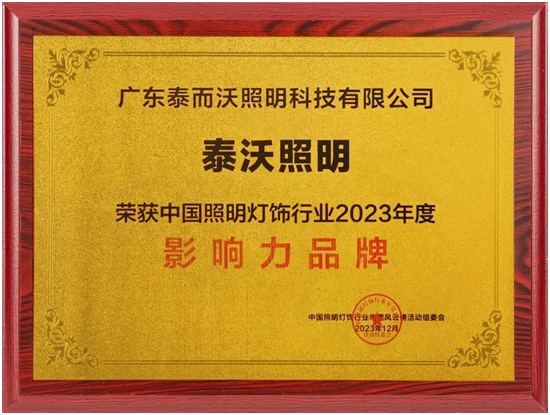 广东泰而沃照明科技有限公司
泰沃照明
荣获中国照明灯饰行业2023年度
影响力品牌
中国照明灯饰行业年度风云榜活动组委会
2023年12月